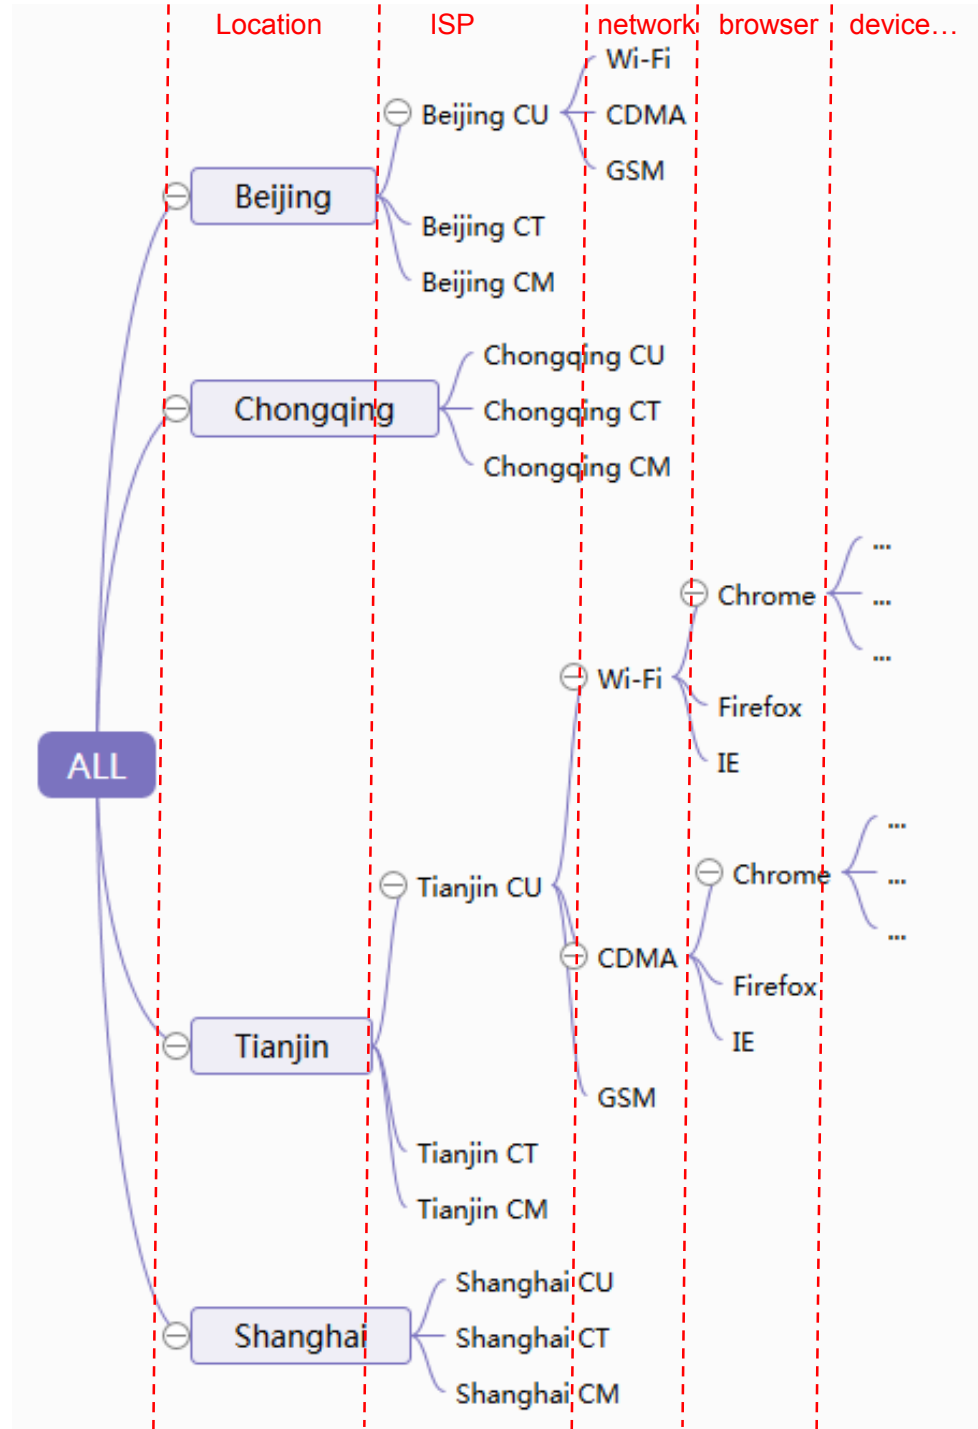 Location ISP network browser device...
Wi-Fi
Beijing CU CDMA
GSM
Beijing
Beijing CT
Beijing CM
Chongqing CU
Chongqing Chongqing CT
Chongqing CM
...
Chrome ...
...
Wi-Fi
Firefox
IE
ALL
...
Chrome ...
Tianjin CU
...
CDMA
Firefox
IE
Tianjin
GSM
Tianjin CT
Tianjin CM
Shanghai CU
Shanghai Shanghai CT
Shanghai CM